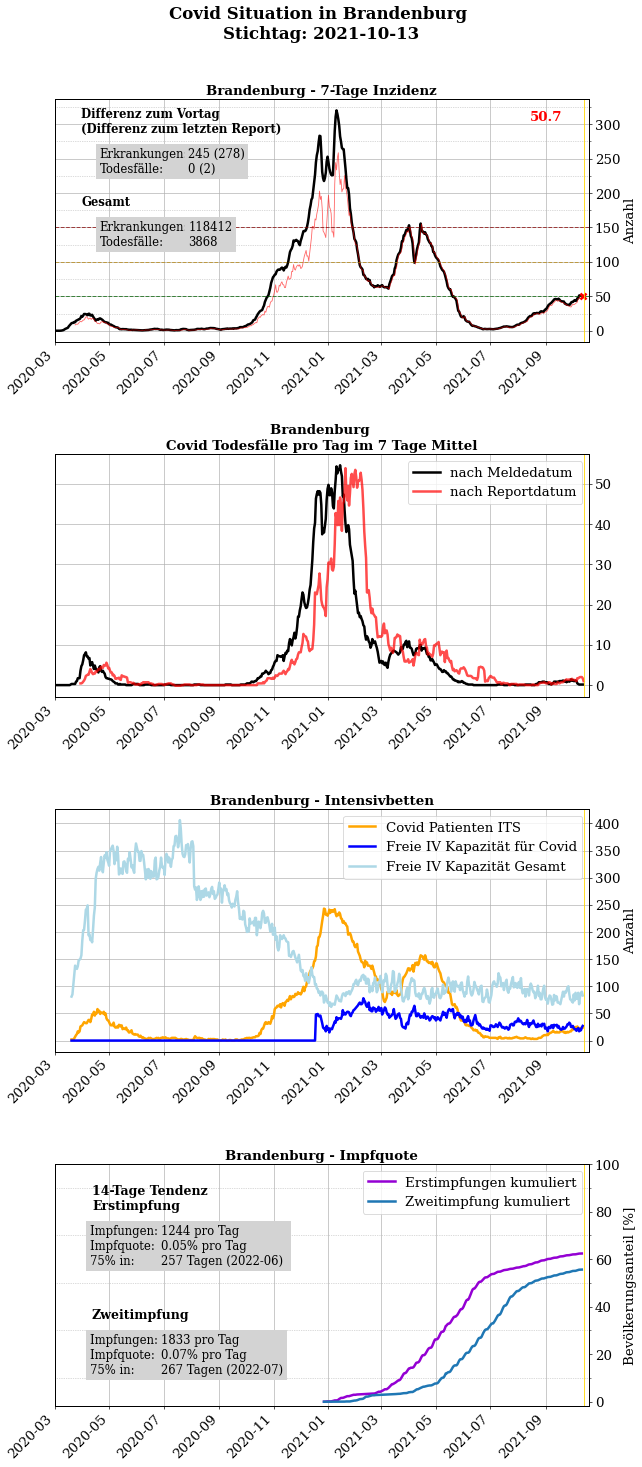 Covid Situation in Brandenburg
Stichtag: 2021-10-13
Brandenburg - 7-Tage Inzidenz
Differenz zum Vortag
(Differenz zum letzten Report)
Erkrankungen 245 (278)
Todesfälle: 0 (2)
Gesamt
Erkrankungen 118412
Todesfälle: 3868
50.7
300
250
200
150
100
50
0
Anzahl
2020-03
2020-05
2020-07
2020-09
2020-11
2021-01
2021-03
2021-05
2021-07
2021-09
Brandenburg
Covid Todesfälle pro Tag im 7 Tage Mittel
nach Meldedatum
nach Reportdatum
50
40
30
20
10
0
2020-03
2020-05
2020-07
2020-09
2020-11
2021-01
2021-03
2021-05
2021-07
2021-09
Brandenburg - Intensivbetten
Covid Patienten ITS
Freie IV Kapazität für Covid
Freie IV Kapazität Gesamt
400
350
300
250
200
150
100
50
0
Anzahl
2020-03
2020-05
2020-07
2020-09
2020-11
2021-01
2021-03
2021-05
2021-07
2021-09
Brandenburg - Impfquote
14-Tage Tendenz
Erstimpfung
Impfungen: 1244 pro Tag
Impfquote: 0.05% pro Tag
75% in: 257 Tagen (2022-06)
Zweitimpfung
Impfungen: 1833 pro Tag
Impfquote: 0.07% pro Tag
75% in: 267 Tagen (2022-07)
Erstimpfungen kumuliert
Zweitimpfung kumuliert
100
80
60
40
20
0
Bevölkerungsanteil [%]
2020-03
2020-05
2020-07
2020-09
2020-11
2021-01
2021-03
2021-05
2021-07
2021-09